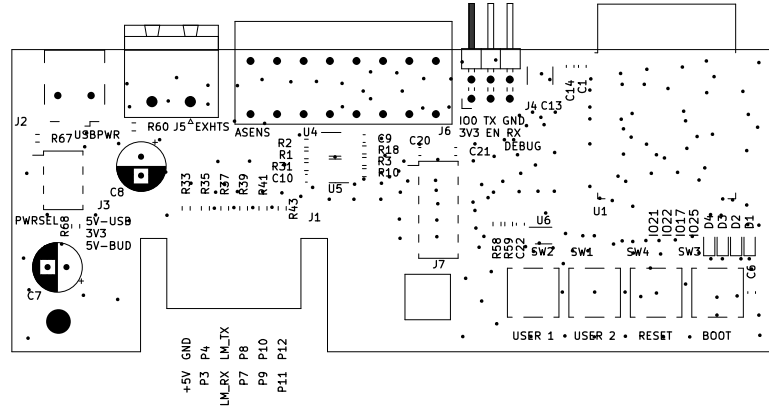 J2
R67
USBPWR
R60 J5 EXHTS
ASENS
U4
J6
IO0 TX GND
3V3 EN RX
DEBUG
J4
C13
C14
C1
R2
R1
R31
C10
U5
C9
R18
R3
R10
C20
C21
C8
R33
R35
R37
R39
R41
R43
J1
J3
PWRSEL
R68
5V-USB
3V3
5V-BUD
C7
U1
U6
R58
R59
C22
J7
IO21
IO22
IO17
IO25
D4
D3
D2
D1
C6
SW2
SW1
SW4
SW3
USER 1
USER 2
RESET
BOOT
+5V GND
P3 P4
LM_RX LM_TX
P7 P8
P9 P10
P11 P12